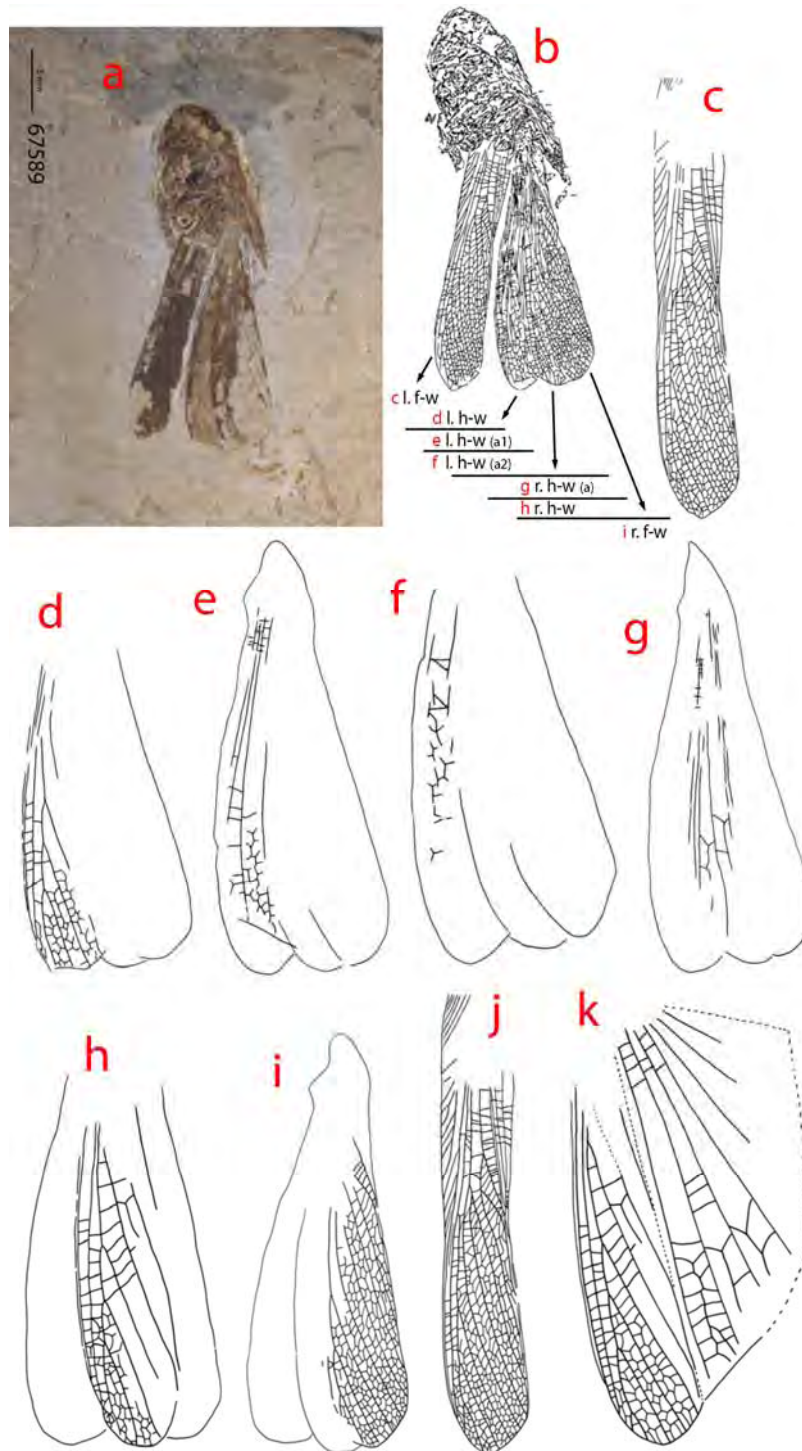 a
67589
b
c
c l. f-w
d l. h-w
e l. h-w (a1)
f l. h-w (a2)
g r. h-w (a)
h r. h-w
i r. f-w
d
e
f
g
h
i
j
k